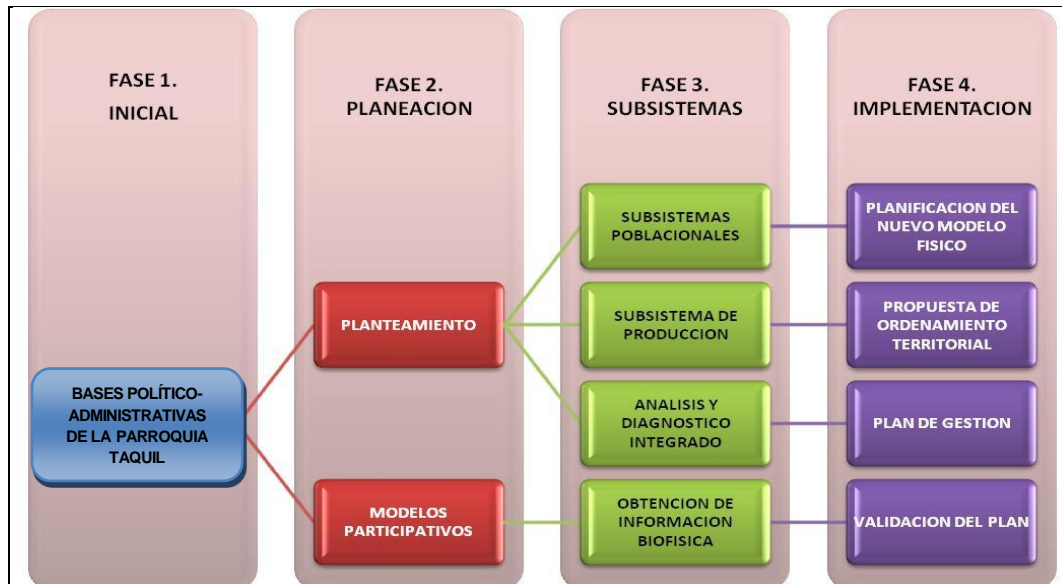 FASE 1.
INICIAL
FASE 2.
PLANEACION
FASE 3.
SUBSISTEMAS
FASE 4.
IMPLEMENTACION
BASES POLÍTICO-
ADMINISTRATIVAS
DE LA PARROQUIA
TAQUIL
PLANTEAMIENTO
MODELOS
PARTICIPATIVOS
SUBSISTEMAS
POBLACIONALES
SUBSISTEMA DE
PRODUCCION
ANALISIS Y
DIAGNOSTICO
INTEGRADO
OBTENCION DE
INFORMACION
BIOFISICA
PLANIFICACION DEL
NUEVO MODELO
FISICO
PROPUESTA DE
ORDENAMIENTO
TERRITORIAL
PLAN DE GESTION
VALIDACION DEL PLAN